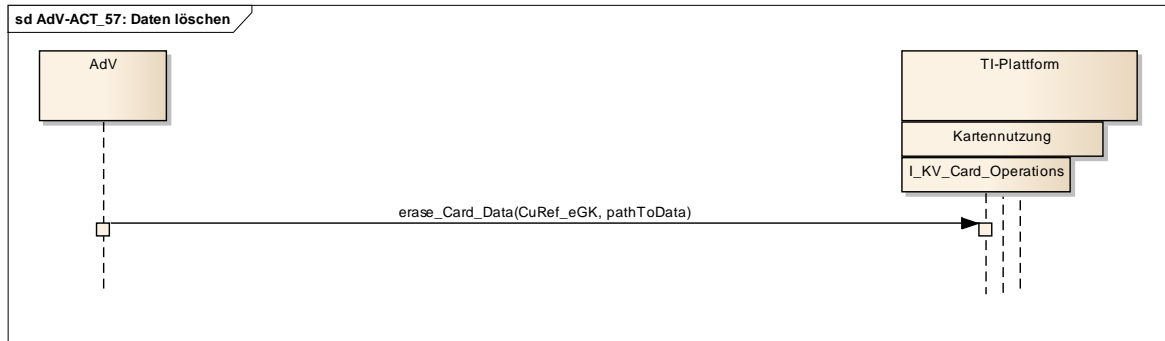 sd AdV-ACT_57: Daten löschen
AdV
TI-Plattform
Kartennutzung
I_KV_Card_Operations
erase_Card_Data(CuRef_eGK, pathToData)